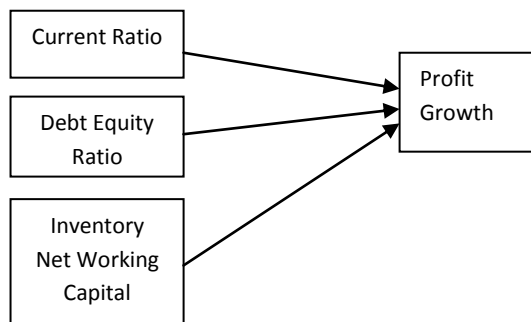 Current Ratio
Debt Equity
Ratio
Inventory
Net Working
Capital
Profit
Growth